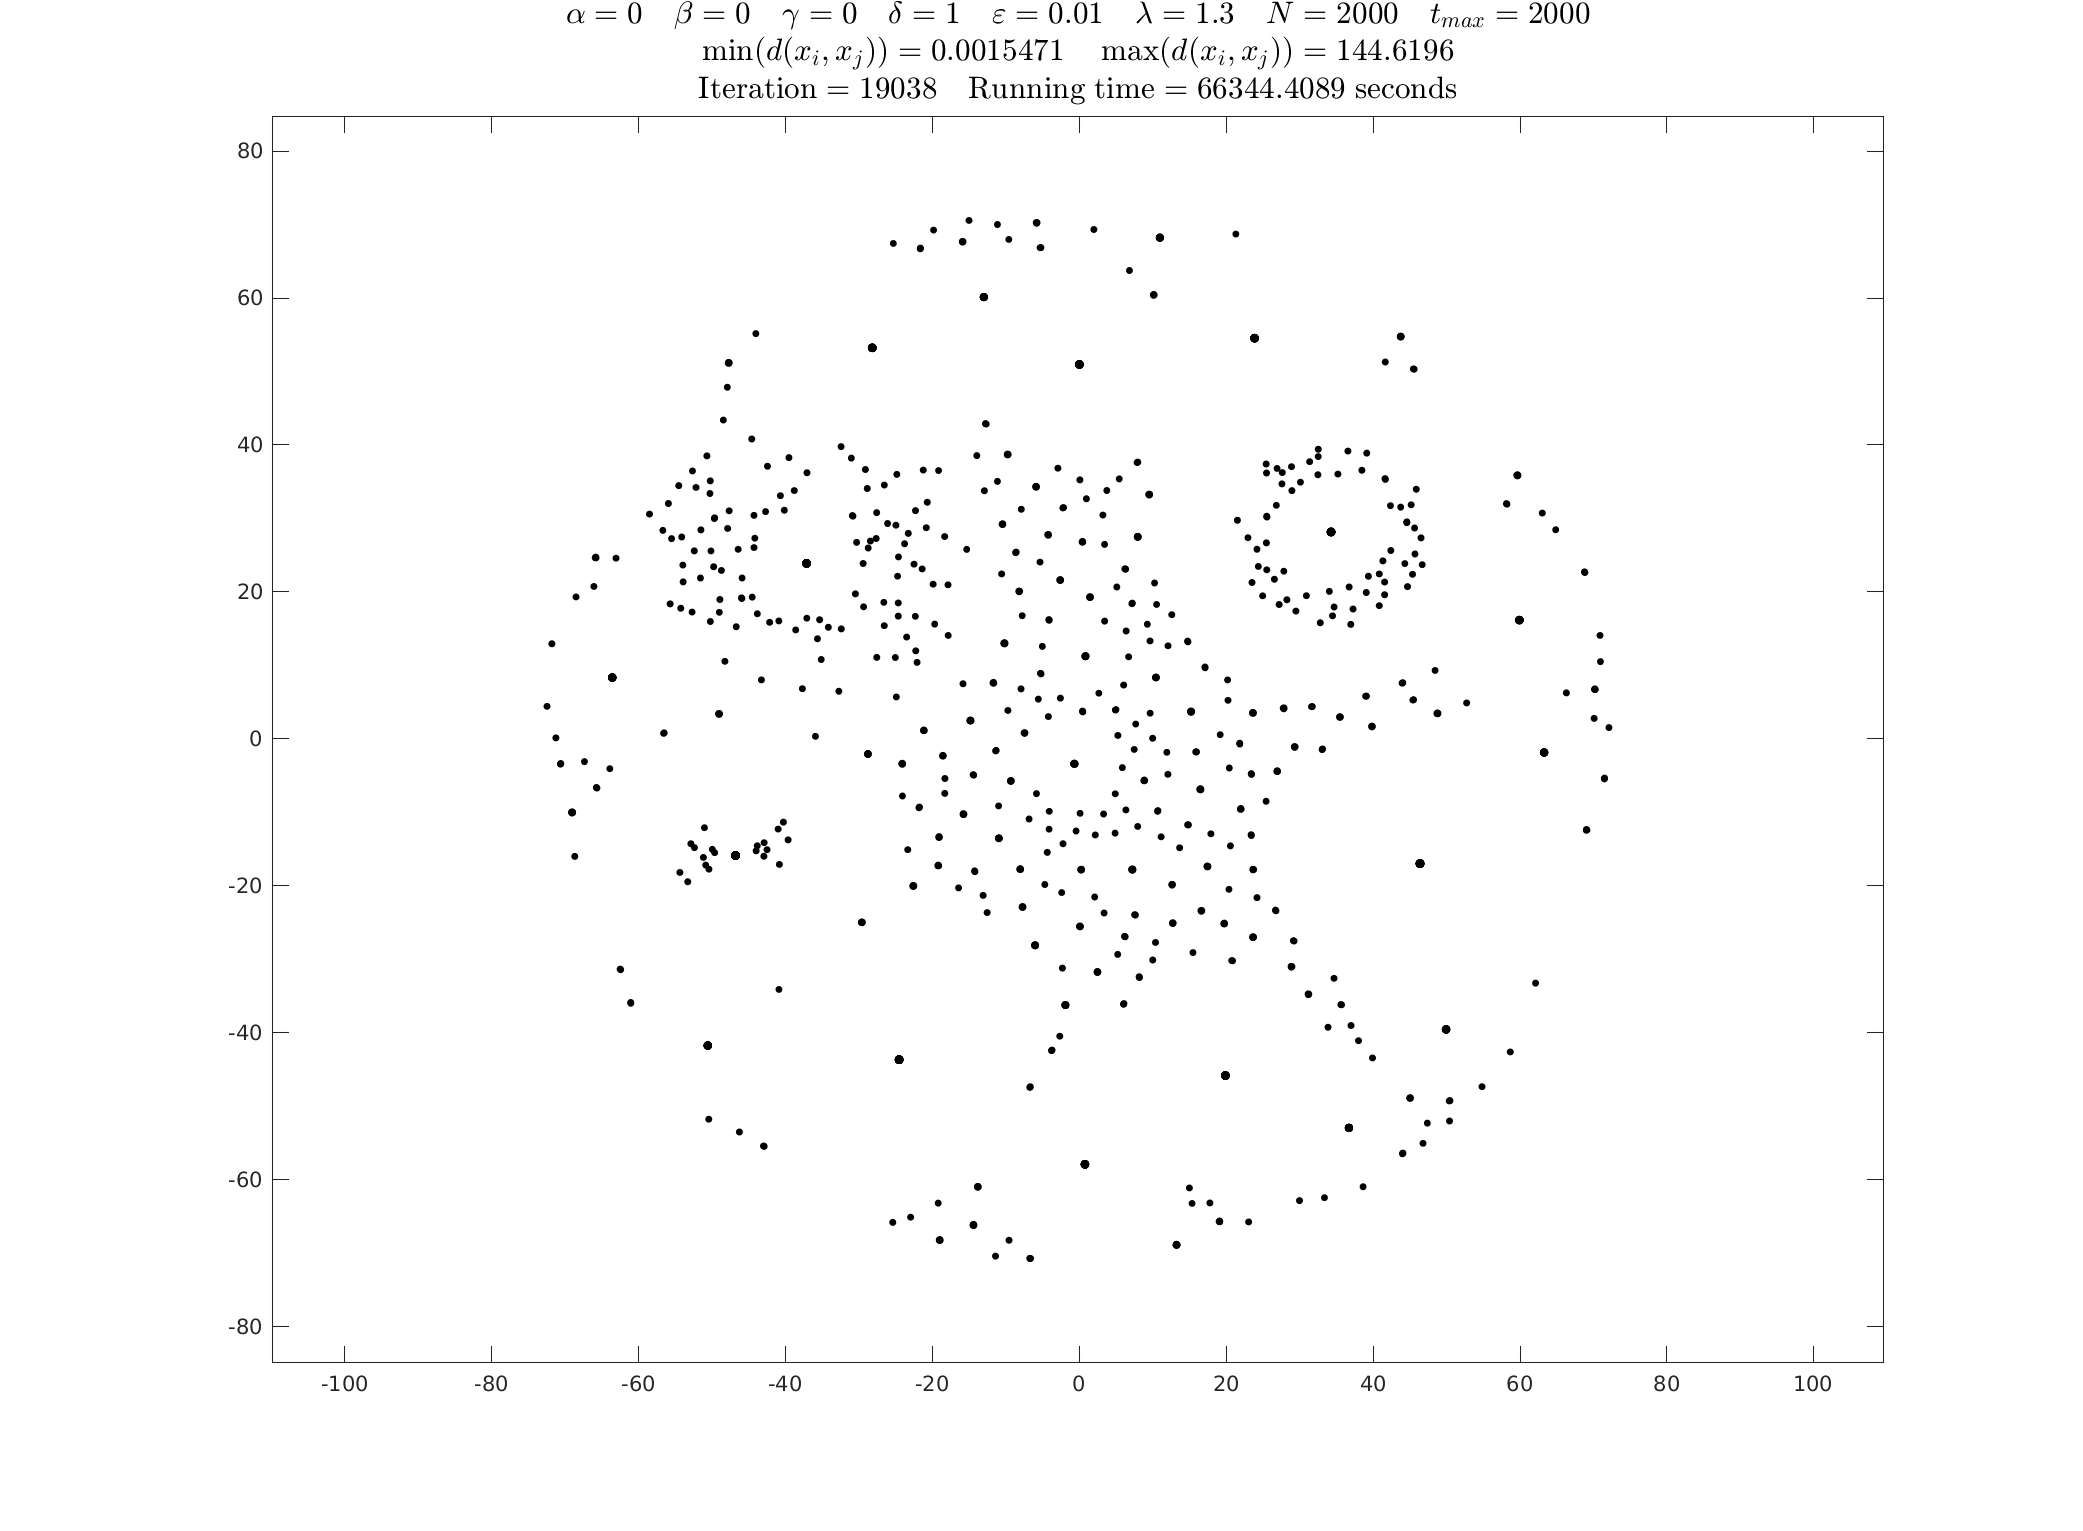 α = 0 β = 0 γ = 0 δ = 1 ε = 0.01 λ = 1.3 N = 2000 t_max = 2000
min(d(x_i, x_j)) = 0.0015471 max(d(x_i, x_j)) = 144.6196
Iteration = 19038 Running time = 66344.4089 seconds
80
60
40
20
0
-20
-40
-60
-80
-100 -80 -60 -40 -20 0 20 40 60 80 100